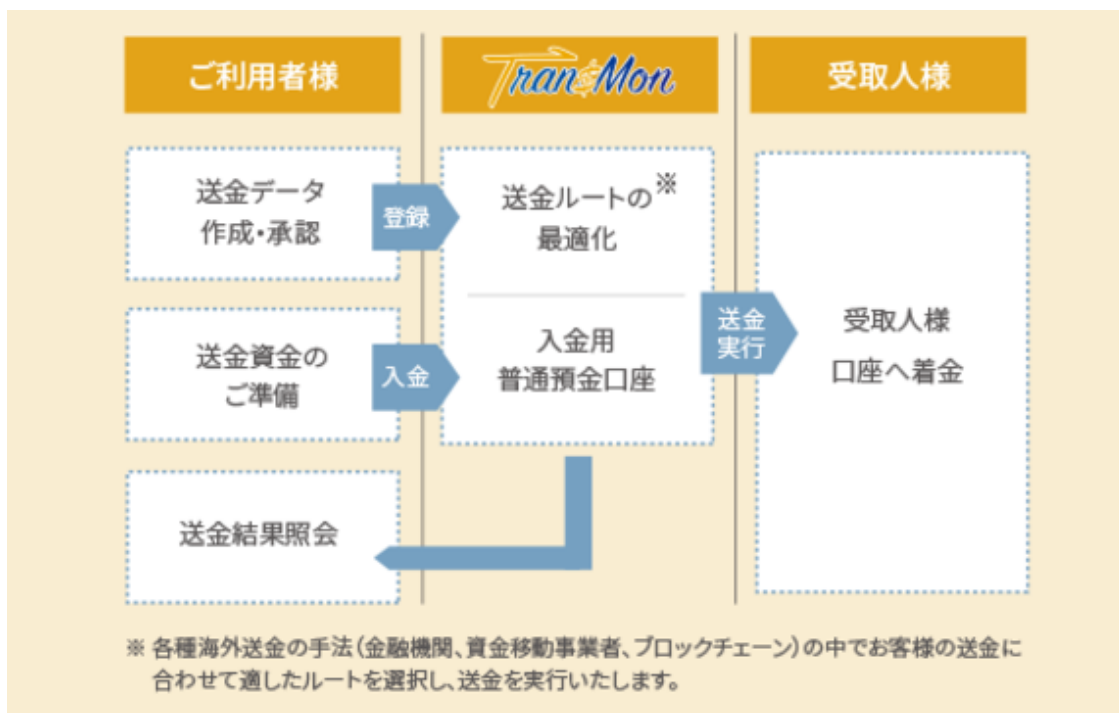 ご利用者様
Tran$Mon
受取人様
送金データ
作成・承認
登録
送金ルートの※
最適化
送金資金の
ご準備
入金
入金用
普通預金口座
送金
実行
受取人様
口座へ着金
送金結果照会
※ 各種海外送金の手法(金融機関、資金移動事業者、ブロックチェーン)の中でお客様の送金に
合わせて適したルートを選択し、送金を実行いたします。